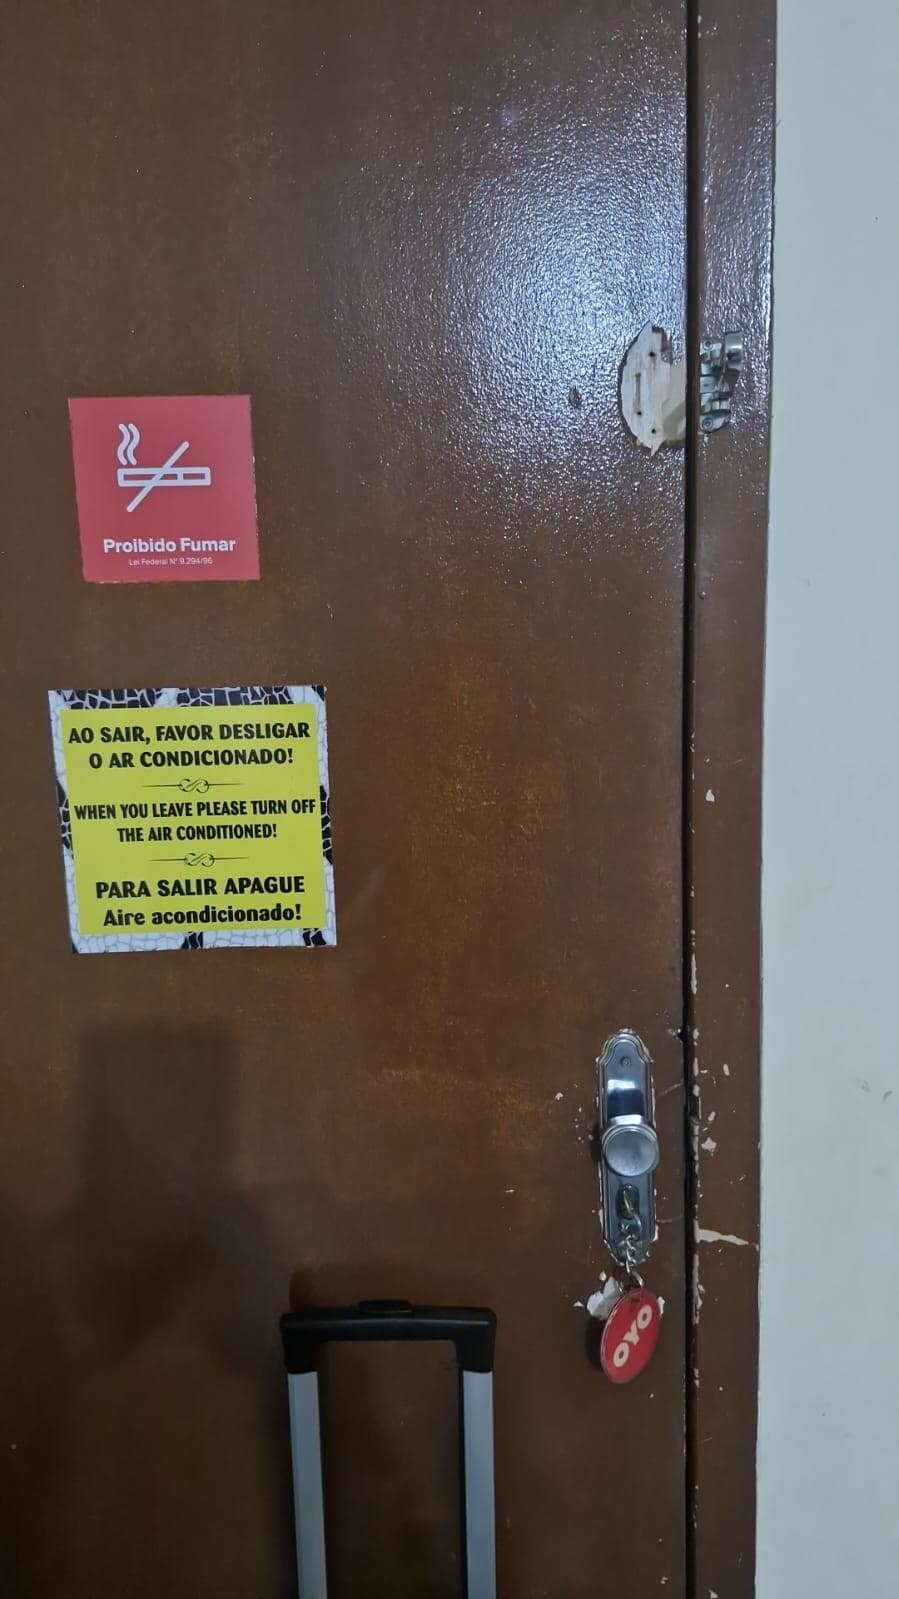 Proibido Fumar
Lei Federal N° 9.294/96
AO SAIR, FAVOR DESLIGAR
O AR CONDICIONADO!
WHEN YOU LEAVE PLEASE TURN OFF
THE AIR CONDITIONED!
PARA SALIR APAGUE
Aire acondicionado!
OYO